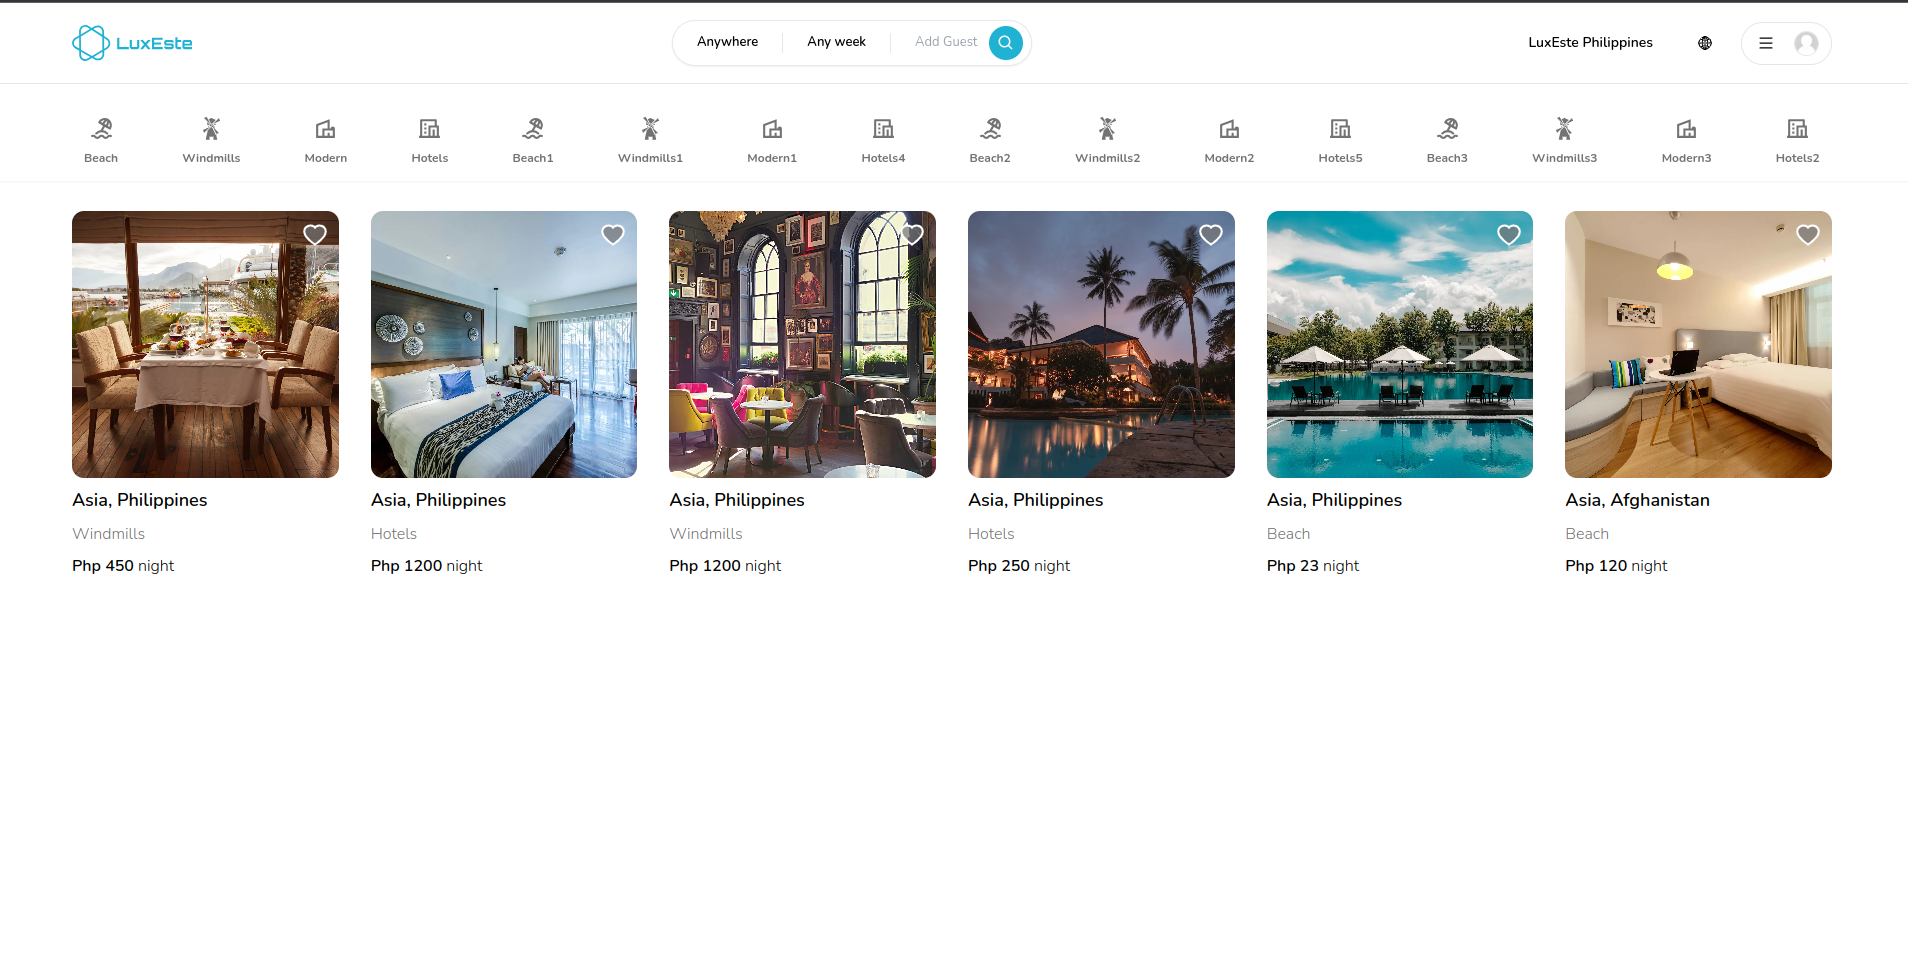 LuxEste
Anywhere
Any week
Add Guest
LuxEste Philippines
Beach
Windmills
Modern
Hotels
Beach1
Windmills1
Modern1
Hotels4
Beach2
Windmills2
Modern2
Hotels5
Beach3
Windmills3
Modern3
Hotels2
Asia, Philippines
Windmills
Php 450 night
Asia, Philippines
Hotels
Php 1200 night
Asia, Philippines
Windmills
Php 1200 night
Asia, Philippines
Hotels
Php 250 night
Asia, Philippines
Beach
Php 23 night
Asia, Afghanistan
Beach
Php 120 night